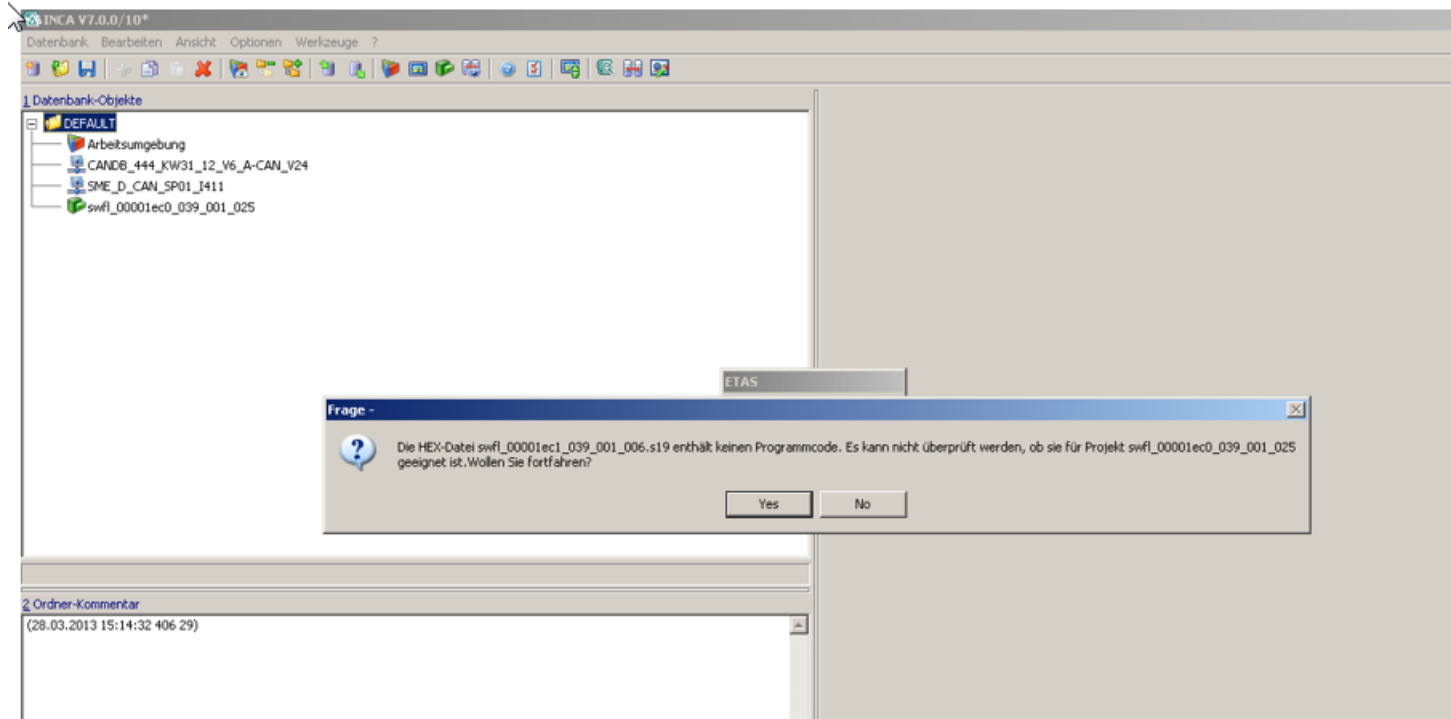 INCA V7.0.0/10*
Datenbank Bearbeiten Ansicht Optionen Werkzeuge ?
1 Datenbank-Objekte
DEFAULT
Arbeitsumgebung
CANDB_444_KW31_12_V6_A-CAN_V24
SME_D_CAN_SP01_I411
swfl_00001ec0_039_001_025
ETAS
Frage -
Die HEX-Datei swfl_00001ec1_039_001_006.s19 enthält keinen Programmcode. Es kann nicht überprüft werden, ob sie für Projekt swfl_00001ec0_039_001_025
geeignet ist.Wollen Sie fortfahren?
Yes No
2 Ordner-Kommentar
(28.03.2013 15:14:32 406 29)